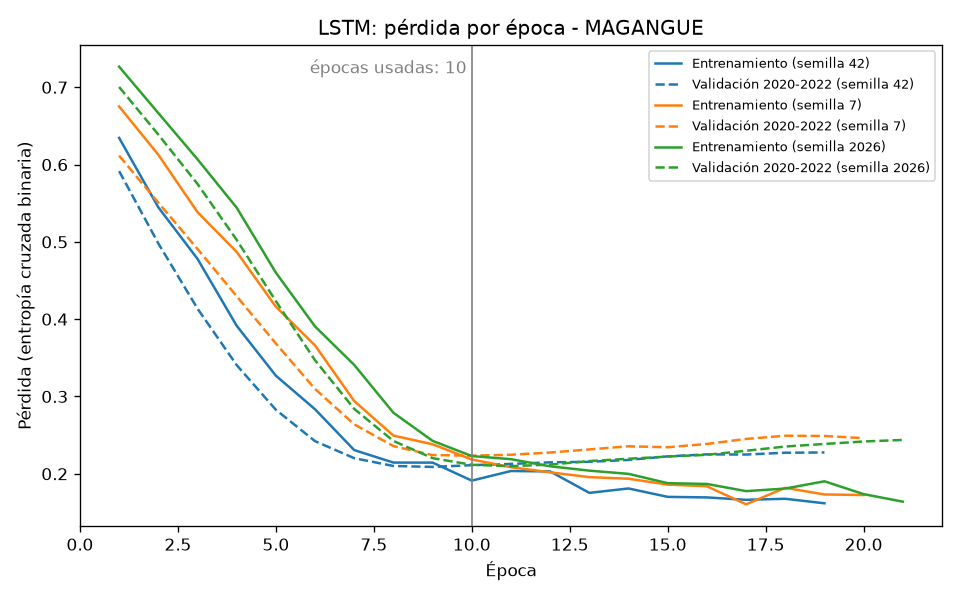 LSTM: pérdida por época - MAGANGUE
épocas usadas: 10
Entrenamiento (semilla 42)
Validación 2020-2022 (semilla 42)
Entrenamiento (semilla 7)
Validación 2020-2022 (semilla 7)
Entrenamiento (semilla 2026)
Validación 2020-2022 (semilla 2026)
Pérdida (entropía cruzada binaria)
0.7
0.6
0.5
0.4
0.3
0.2
0.0 2.5 5.0 7.5 10.0 12.5 15.0 17.5 20.0
Época